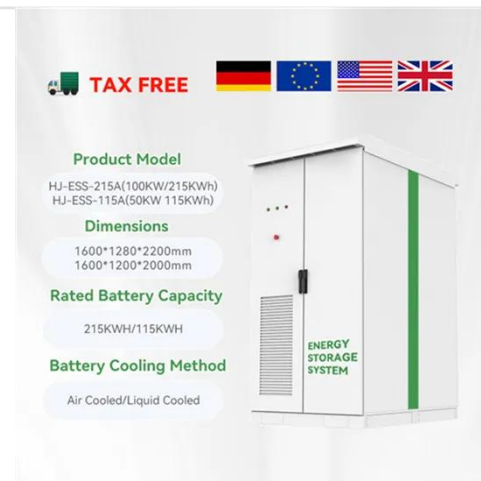 TAX FREE
Product Model
HJ-ESS-215A(100KW/215KWh)
HJ-ESS-115A(50KW 115KWh)
Dimensions
1600*1280*2200mm
1600*1200*2000mm
Rated Battery Capacity
215KWH/115KWH
Battery Cooling Method
Air Cooled/Liquid Cooled
ENERGY
STORAGE
SYSTEM